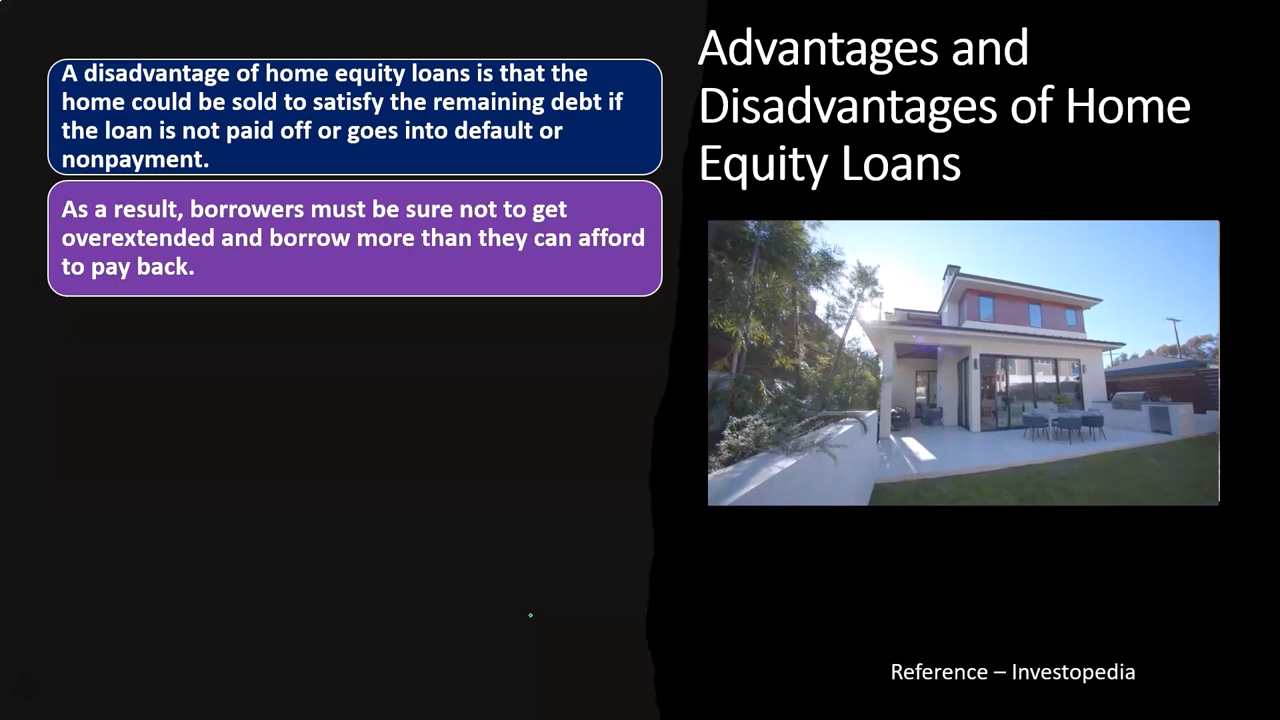 Advantages and
Disadvantages of Home
Equity Loans
A disadvantage of home equity loans is that the
home could be sold to satisfy the remaining debt if
the loan is not paid off or goes into default or
nonpayment.
As a result, borrowers must be sure not to get
overextended and borrow more than they can afford
to pay back.
Reference – Investopedia